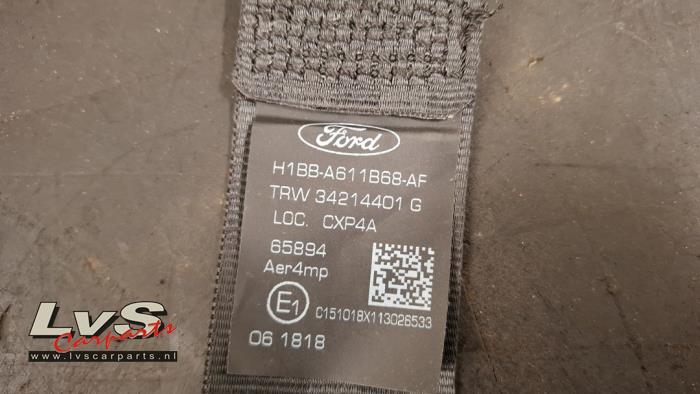 Ford
H1BB-A611B68-AF
TRW 34214401 G
LOC. CXP4A
65894
Aer4mp
E1
C151018X113026533
06 1818
LvS
Carparts
www.lvscarparts.nl